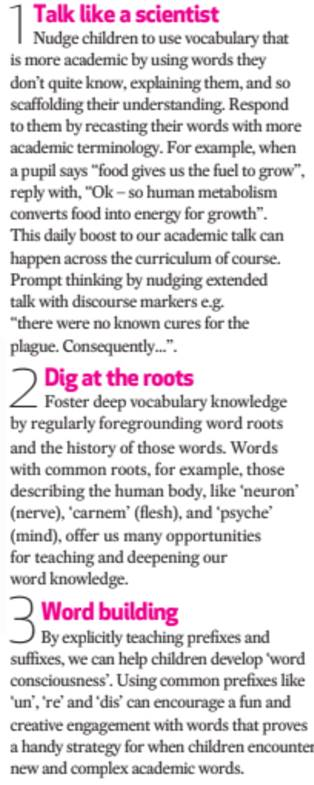 1 Talk like a scientist
Nudge children to use vocabulary that
is more academic by using words they
don't quite know, explaining them, and so
scaffolding their understanding. Respond
to them by recasting their words with more
academic terminology. For example, when
a pupil says "food gives us the fuel to grow",
reply with, "Ok – so human metabolism
converts food into energy for growth".
This daily boost to our academic talk can
happen across the curriculum of course.
Prompt thinking by nudging extended
talk with discourse markers e.g.
"there were no known cures for the
plague. Consequently...".
2 Dig at the roots
Foster deep vocabulary knowledge
by regularly foregrounding word roots
and the history of those words. Words
with common roots, for example, those
describing the human body, like 'neuron'
(nerve), 'carnem' (flesh), and 'psyche'
(mind), offer us many opportunities
for teaching and deepening our
word knowledge.
3 Word building
By explicitly teaching prefixes and
suffixes, we can help children develop 'word
consciousness'. Using common prefixes like
'un', 're' and 'dis' can encourage a fun and
creative engagement with words that proves
a handy strategy for when children encounter
new and complex academic words.